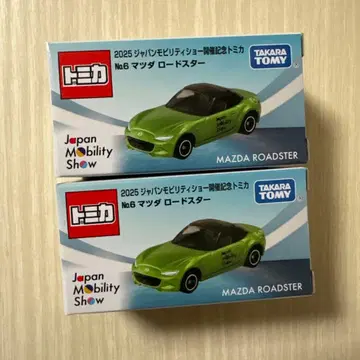 トミカ
2025 ジャパンモビリティショー開催記念トミカ
No.6 マツダ ロードスター
TAKARA
TOMY
Japan
Mobility
Show
MAZDA ROADSTER
トミカ
2025 ジャパンモビリティショー開催記念トミカ
No.6 マツダ ロードスター
TAKARA
TOMY
Japan
Mobility
Show
MAZDA ROADSTER